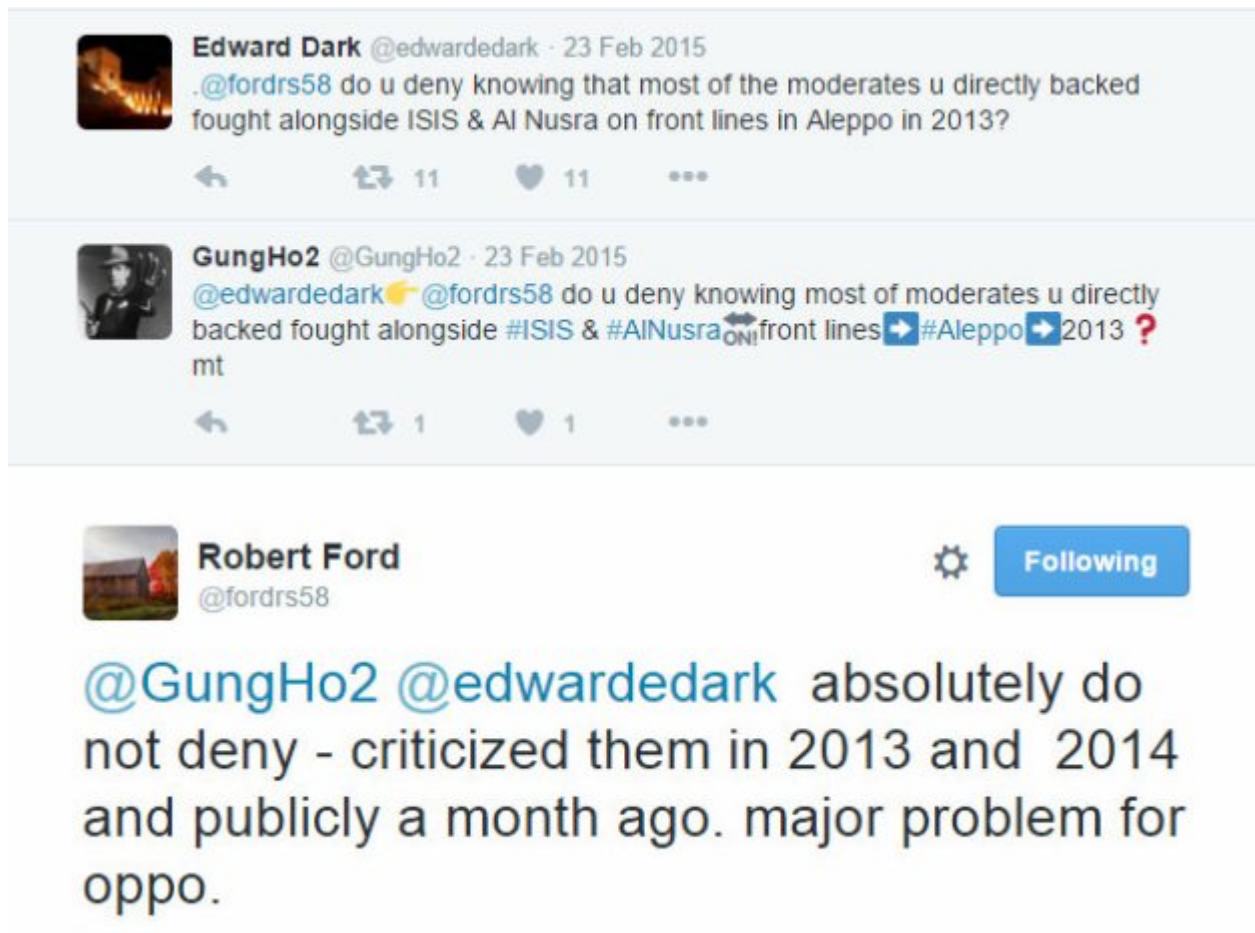 Edward Dark @edwardedark · 23 Feb 2015
.@fordrs58 do u deny knowing that most of the moderates u directly backed
fought alongside ISIS & Al Nusra on front lines in Aleppo in 2013?
11 11
GungHo2 @GungHo2 · 23 Feb 2015
@edwardedark👉@fordrs58 do u deny knowing most of moderates u directly
backed fought alongside #ISIS & #AlNusra🔛front lines➡#Aleppo➡2013❓
mt
1 1
Robert Ford
@fordrs58
Following
@GungHo2 @edwardedark absolutely do
not deny - criticized them in 2013 and 2014
and publicly a month ago. major problem for
oppo.